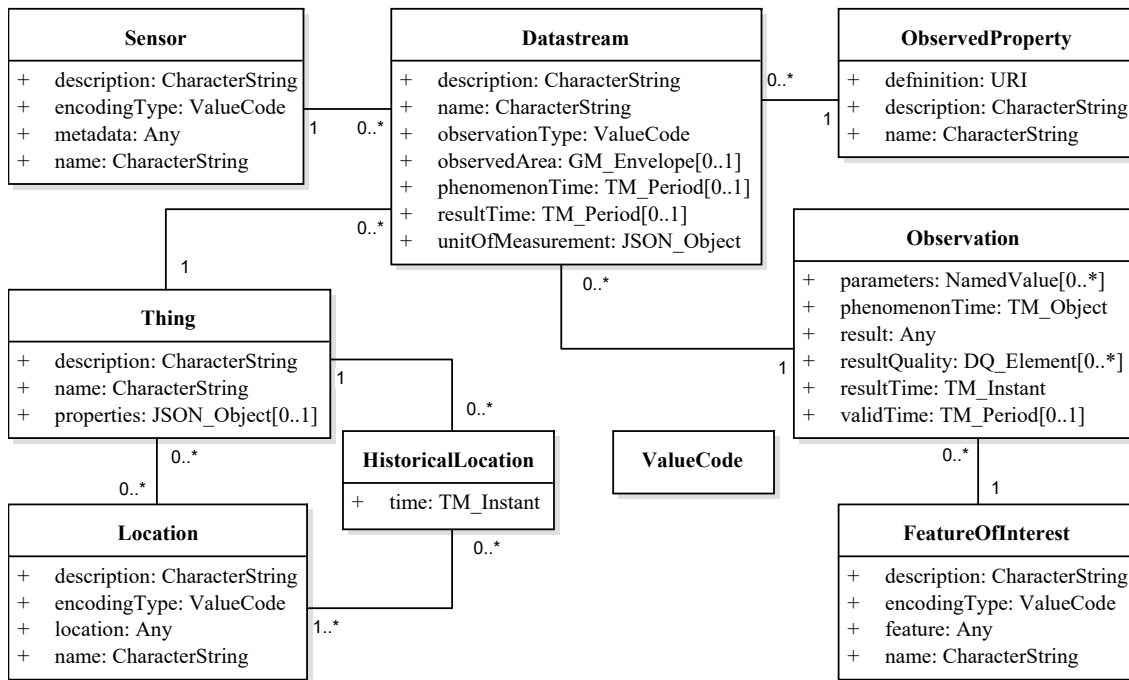 Sensor
+ description: CharacterString
+ encodingType: ValueCode
+ metadata: Any
+ name: CharacterString
1
0..*
Datastream
+ description: CharacterString
+ name: CharacterString
+ observationType: ValueCode
+ observedArea: GM_Envelope[0..1]
+ phenomenonTime: TM_Period[0..1]
+ resultTime: TM_Period[0..1]
+ unitOfMeasurement: JSON_Object
0..*
1
ObservedProperty
+ defninition: URI
+ description: CharacterString
+ name: CharacterString
0..*
1
0..*
1
Observation
+ parameters: NamedValue[0..*]
+ phenomenonTime: TM_Object
+ result: Any
+ resultQuality: DQ_Element[0..*]
+ resultTime: TM_Instant
+ validTime: TM_Period[0..1]
Thing
+ description: CharacterString
+ name: CharacterString
+ properties: JSON_Object[0..1]
1
0..*
0..*
0..*
HistoricalLocation
+ time: TM_Instant
0..*
1..*
ValueCode
0..*
1
Location
+ description: CharacterString
+ encodingType: ValueCode
+ location: Any
+ name: CharacterString
FeatureOfInterest
+ description: CharacterString
+ encodingType: ValueCode
+ feature: Any
+ name: CharacterString